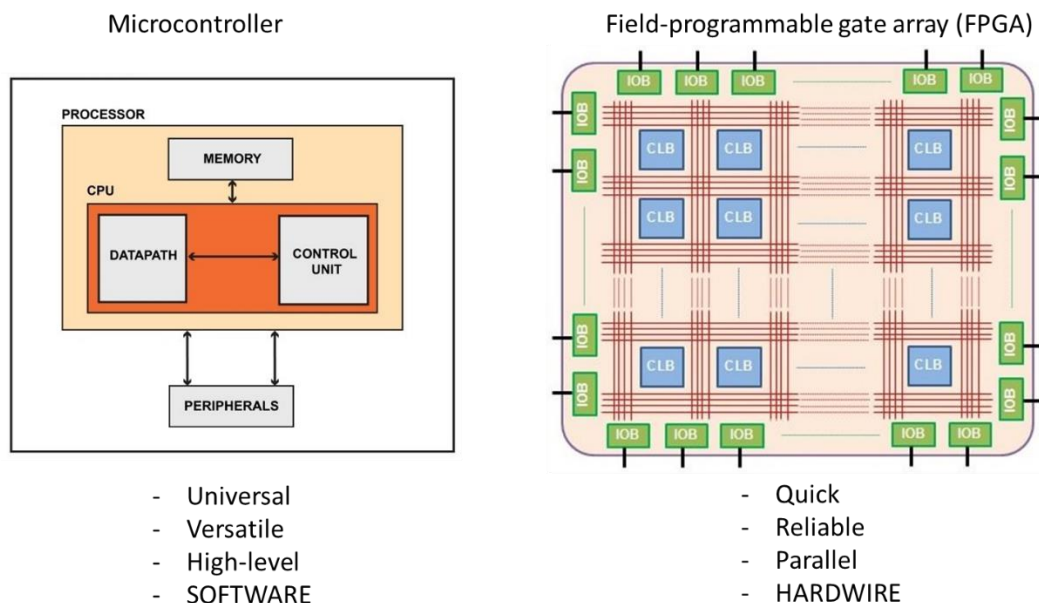 Microcontroller
Field-programmable gate array (FPGA)
PROCESSOR
MEMORY
CPU
DATAPATH
CONTROL
UNIT
PERIPHERALS
- Universal
- Versatile
- High-level
- SOFTWARE
IOB
IOB
IOB
IOB
IOB
IOB
IOB
CLB
CLB
CLB
IOB
IOB
CLB
CLB
CLB
IOB
IOB
CLB
CLB
CLB
IOB
IOB
IOB
IOB
IOB
IOB
IOB
- Quick
- Reliable
- Parallel
- HARDWIRE